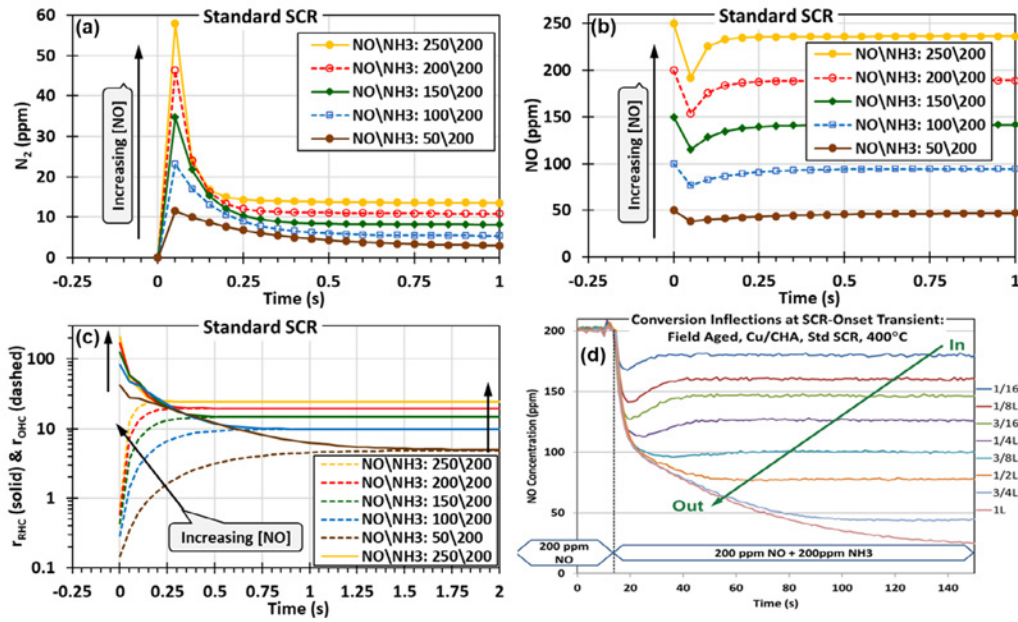 (a)
Standard SCR
60
50
40
30
20
10
0
N2 (ppm)
Increasing [NO]
NO\NH3: 250\200
NO\NH3: 200\200
NO\NH3: 150\200
NO\NH3: 100\200
NO\NH3: 50\200
-0.25 0 0.25 0.5 0.75 1
Time (s)
(b)
Standard SCR
250
200
150
100
50
0
NO (ppm)
Increasing [NO]
NO\NH3: 250\200
NO\NH3: 200\200
NO\NH3: 150\200
NO\NH3: 100\200
NO\NH3: 50\200
-0.25 0 0.25 0.5 0.75 1
Time (s)
(c)
Standard SCR
100
10
1
0.1
rRHC (solid) & rOHC (dashed)
Increasing [NO]
NO\NH3: 250\200
NO\NH3: 200\200
NO\NH3: 150\200
NO\NH3: 100\200
NO\NH3: 50\200
NO\NH3: 250\200
-0.25 0 0.25 0.5 0.75 1 1.25 1.5 1.75 2
Time (s)
Conversion Inflections at SCR-Onset Transient:
Field Aged, Cu/CHA, Std SCR, 400°C
(d)
In
Out
200
150
100
50
0
NO Concentration (ppm)
1/16
1/8L
3/16
1/4L
3/8L
1/2L
3/4L
1L
200 ppm
NO
200 ppm NO + 200ppm NH3
0 20 40 60 80 100 120 140
Time (s)